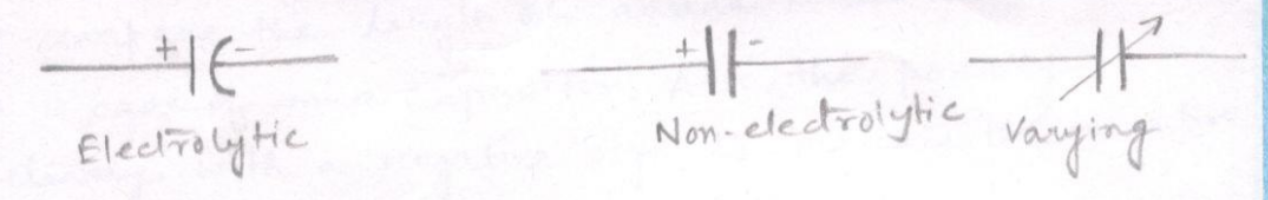 + - + -
Electrolytic Non-electrolytic Varying